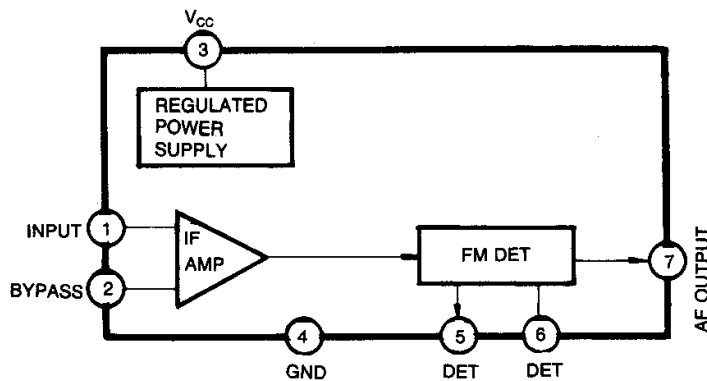 VCC
3
REGULATED
POWER
SUPPLY
INPUT 1
IF
AMP
BYPASS 2
FM DET
7
AF OUTPUT
4
5
6
GND
DET
DET